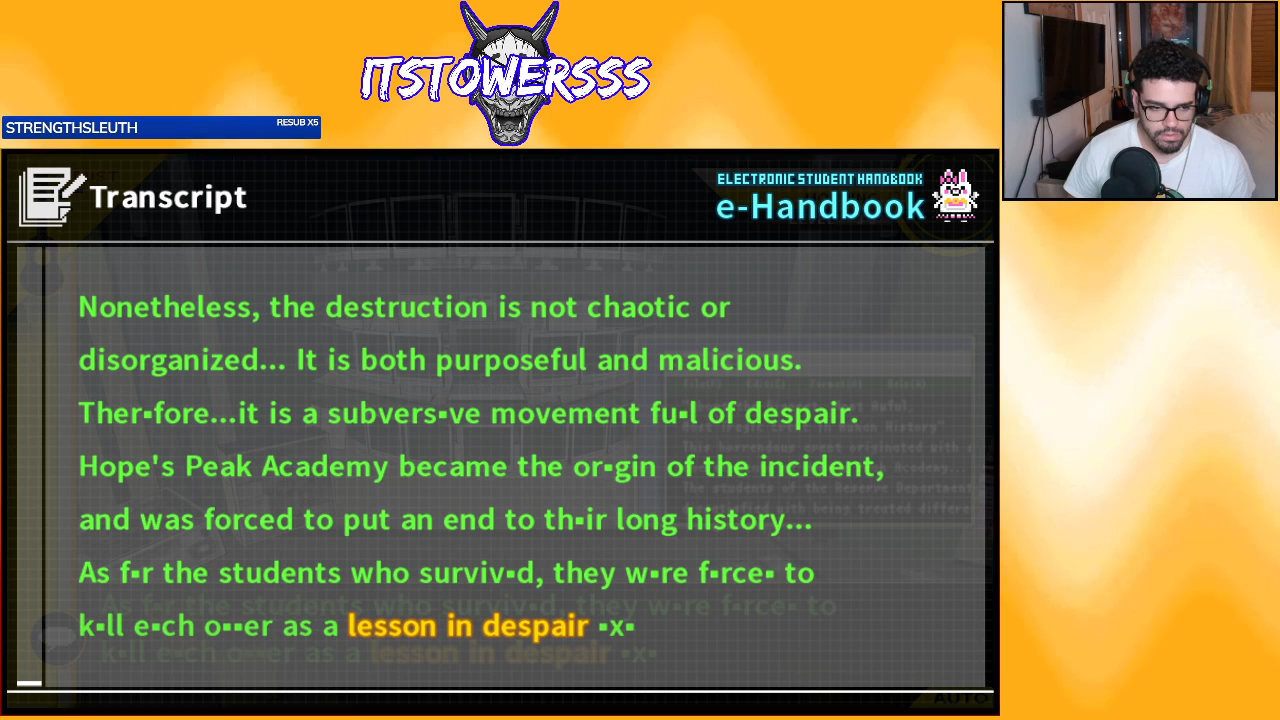 ITSTOWERSSS
STRENGTHSLEUTH
RESUB X5
Transcript
ELECTRONIC STUDENT HANDBOOK
e-Handbook
Nonetheless, the destruction is not chaotic or
disorganized... It is both purposeful and malicious.
Ther▪fore...it is a subvers▪ve movement fu▪l of despair.
Hope's Peak Academy became the or▪gin of the incident,
and was forced to put an end to th▪ir long history...
As f▪r the students who surviv▪d, they w▪re f▪rce▪ to
k▪ll e▪ch o▪▪er as a lesson in despair ▪x▪
AUTO